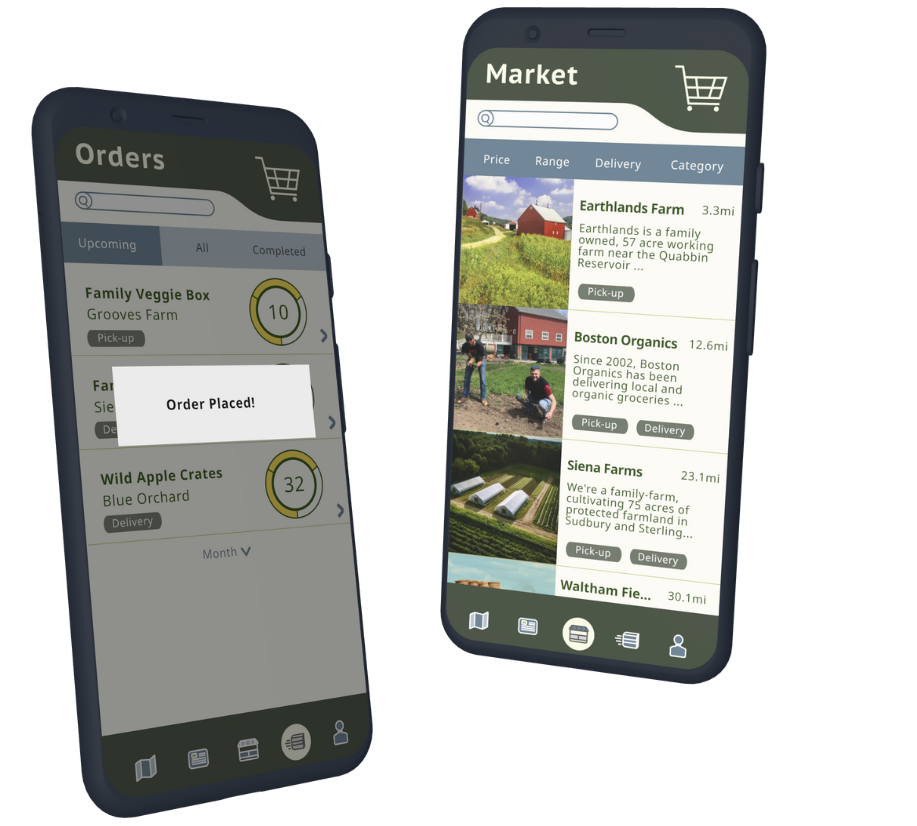 Orders
Upcoming
All
Completed
Family Veggie Box
Grooves Farm
Pick-up
10
Fa
Sie
De
Order Placed!
Wild Apple Crates
Blue Orchard
Delivery
32
Month
Market
Price
Range
Delivery
Category
Earthlands Farm 3.3mi
Earthlands is a family
owned, 57 acre working
farm near the Quabbin
Reservoir ...
Pick-up
Boston Organics 12.6mi
Since 2002, Boston
Organics has been
delivering local and
organic groceries ...
Pick-up
Delivery
Siena Farms 23.1mi
We're a family-farm,
cultivating 75 acres of
protected farmland in
Sudbury and Sterling...
Pick-up
Delivery
Waltham Fie... 30.1mi